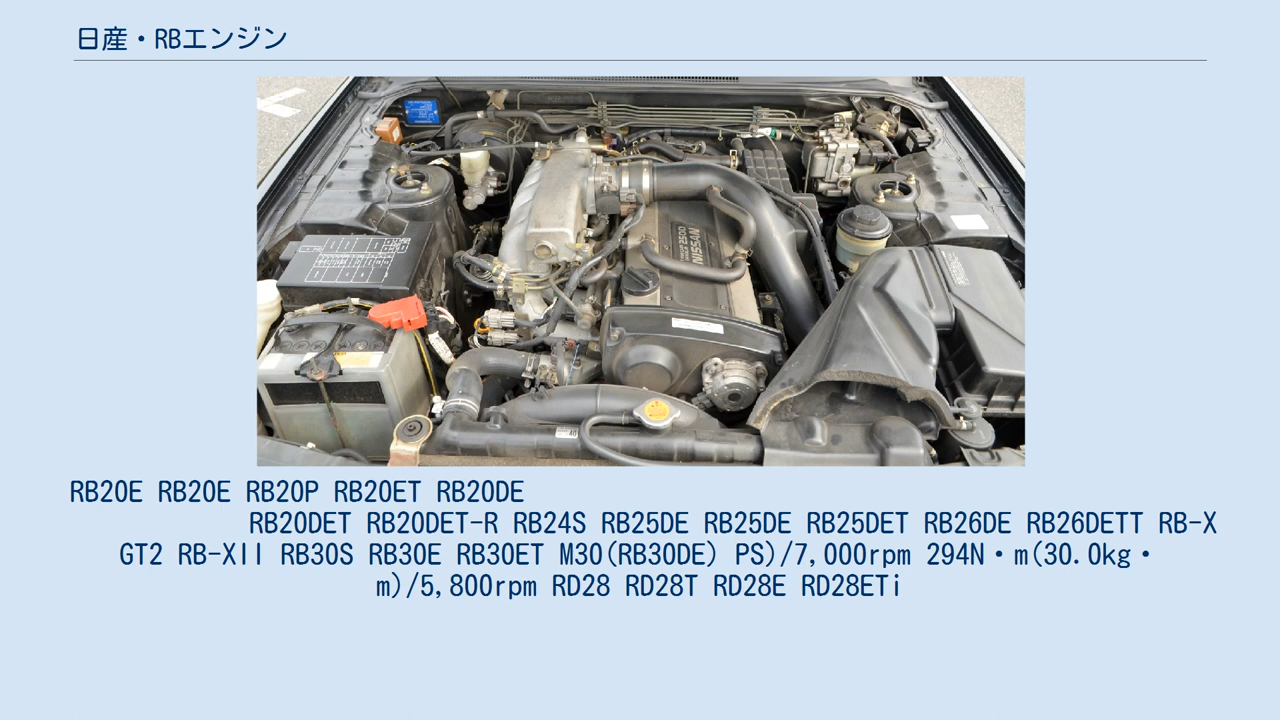 日産・RBエンジン
NISSAN
2500
RB20E RB20E RB20P RB20ET RB20DE
RB20DET RB20DET-R RB24S RB25DE RB25DE RB25DET RB26DE RB26DETT RB-X
GT2 RB-XII RB30S RB30E RB30ET M30(RB30DE) PS)/7,000rpm 294N・m(30.0kg・
m)/5,800rpm RD28 RD28T RD28E RD28ETi